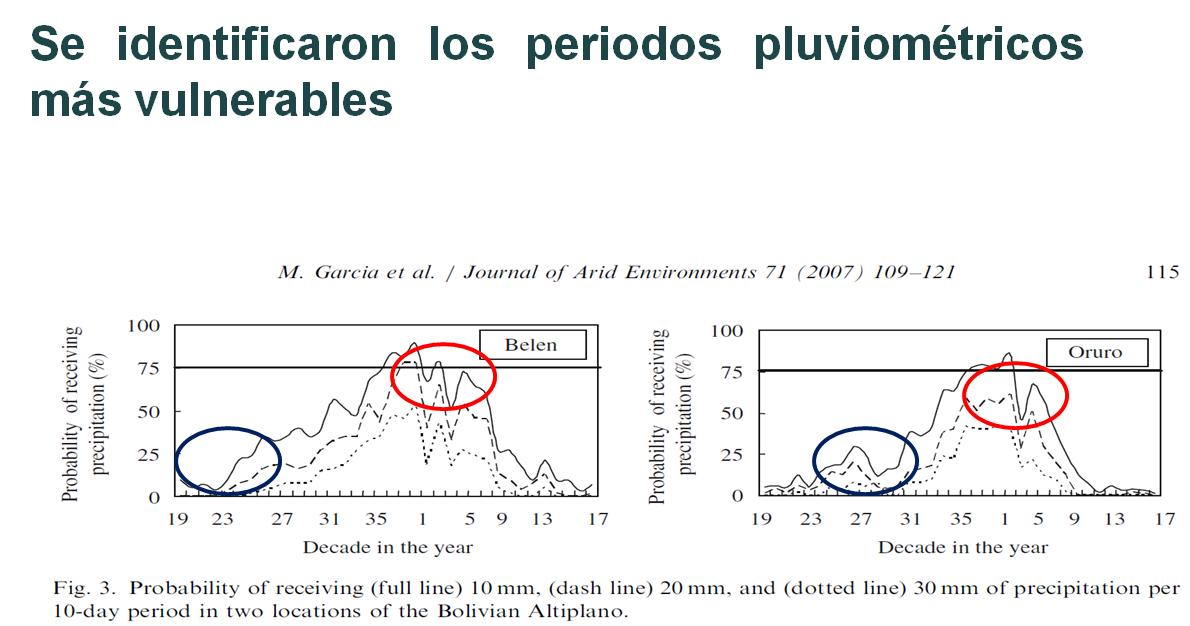 Se identificaron los periodos pluviométricos
más vulnerables
M. Garcia et al. / Journal of Arid Environments 71 (2007) 109–121 115
Probability of receiving
precipitation (%)
100
75
50
25
0
Belen
19 23 27 31 35 1 5 9 13 17
Decade in the year
Probability of receiving
precipitation (%)
100
75
50
25
0
Oruro
19 23 27 31 35 1 5 9 13 17
Decade in the year
Fig. 3. Probability of receiving (full line) 10 mm, (dash line) 20 mm, and (dotted line) 30 mm of precipitation per
10-day period in two locations of the Bolivian Altiplano.